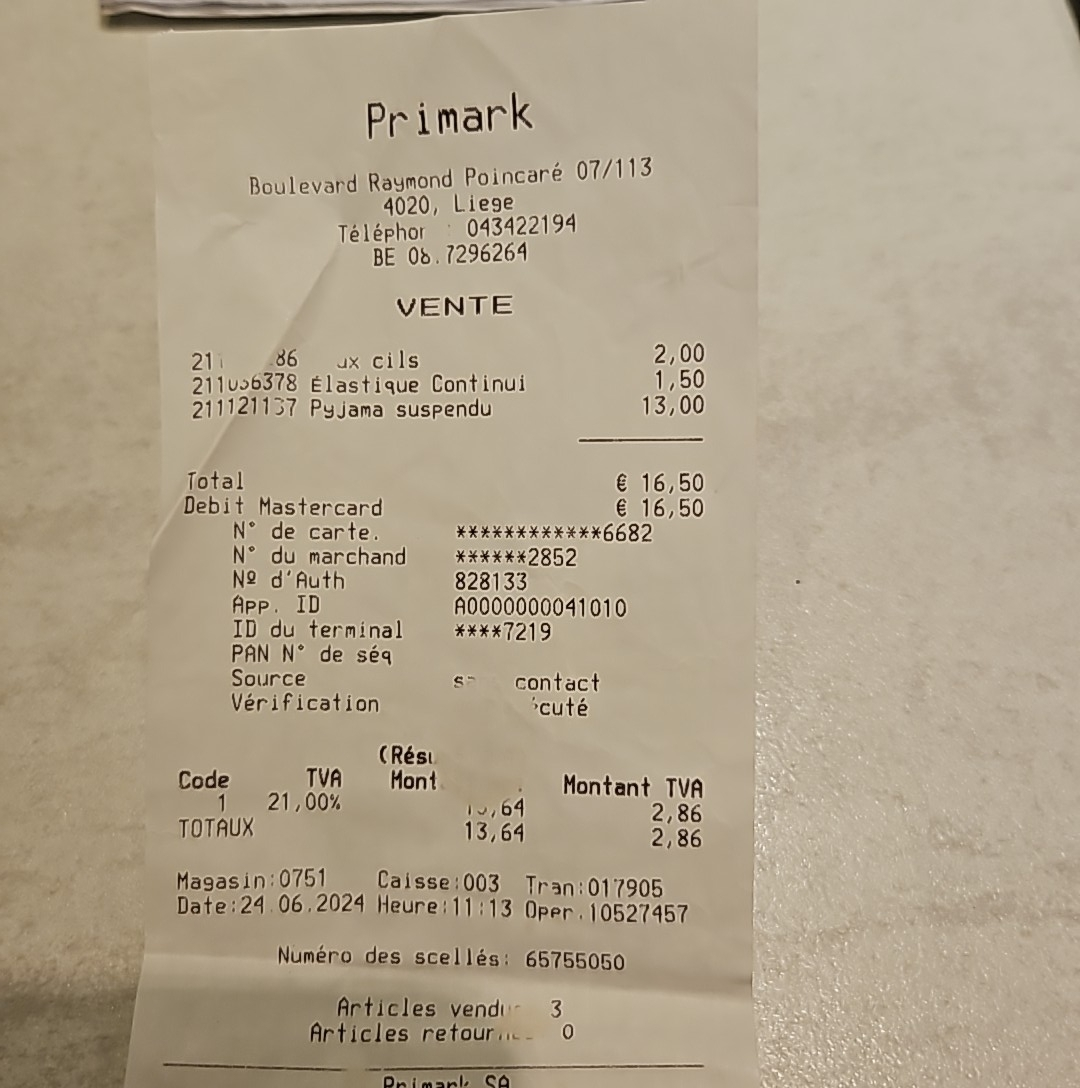 Primark
Boulevard Raymond Poincaré 07/113
4020, Liege
: 043422194
BE
VENTE
cils 2,00
Élastique Continui 1,50
Pyjama suspendu 13,00
Total € 16,50
Debit Mastercard € 16,50
N° de carte. ************6682
N° du marchand ******2852
Nº d'Auth 828133
App. ID A0000000041010
ID du terminal ****7219
PAN N° de séq
Source contact
Vérification
Code TVA Montant TVA
1 21,00% 2,86
TOTAUX 13,64 2,86
Magasin:0751 Caisse:003 Tran:017905
Date:24.06.2024 Heure:11:13 Oper.10527457
Numéro des scellés: 65755050
Articles 3
Articles 0
Primark SA